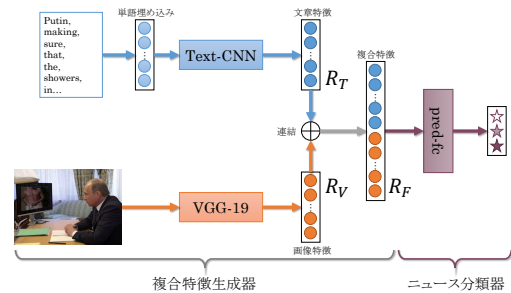 Putin,
making,
sure,
that,
the,
showers,
in…
単語埋め込み
Text-CNN
文章特徴
R_T
複合特徴
連結
pred-fc
VGG-19
R_V
R_F
画像特徴
複合特徴生成器
ニュース分類器